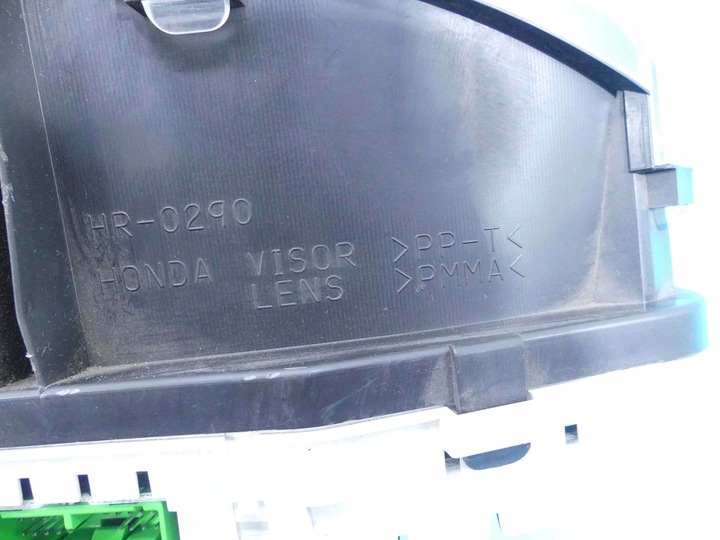 HR-0290
HONDA VISOR >PP-T<
LENS >PMMA<